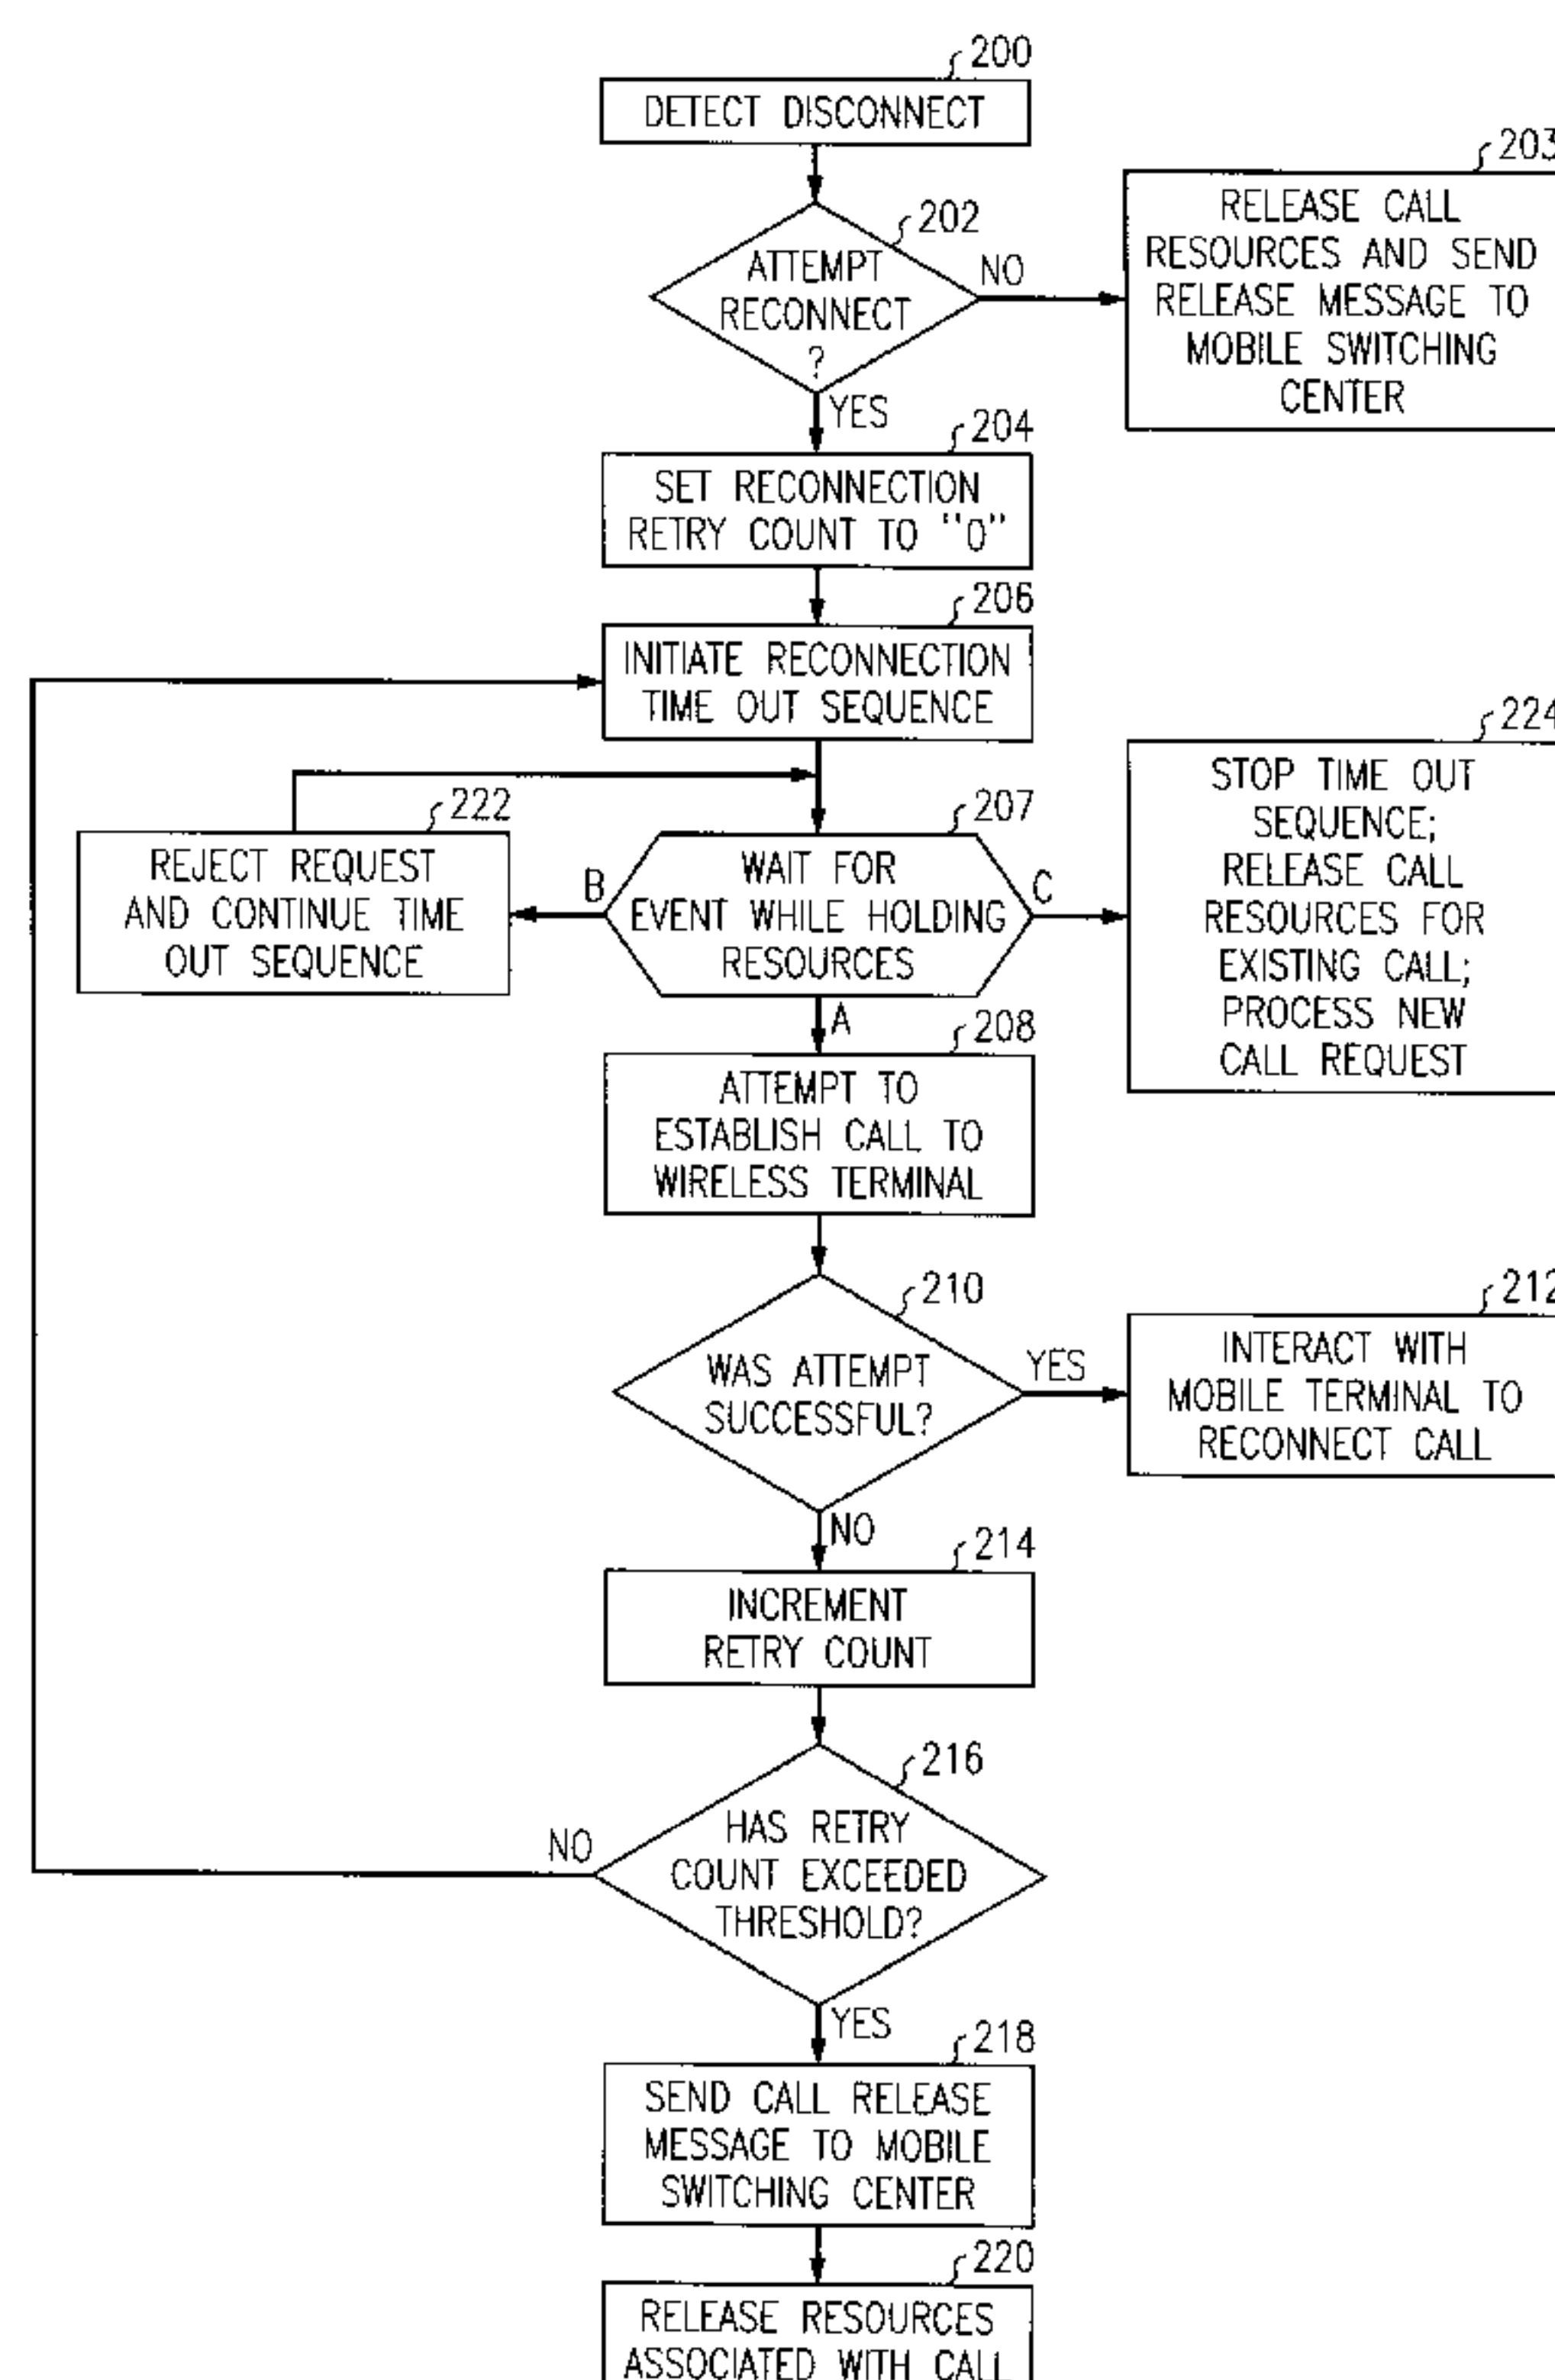 200
DETECT DISCONNECT
202
ATTEMPT
RECONNECT
?
NO
203
RELEASE CALL
RESOURCES AND SEND
RELEASE MESSAGE TO
MOBILE SWITCHING
CENTER
YES
204
SET RECONNECTION
RETRY COUNT TO "0"
206
INITIATE RECONNECTION
TIME OUT SEQUENCE
207
WAIT FOR
EVENT WHILE HOLDING
RESOURCES
B
222
REJECT REQUEST
AND CONTINUE TIME
OUT SEQUENCE
C
224
STOP TIME OUT
SEQUENCE;
RELEASE CALL
RESOURCES FOR
EXISTING CALL;
PROCESS NEW
CALL REQUEST
A
208
ATTEMPT TO
ESTABLISH CALL TO
WIRELESS TERMINAL
210
WAS ATTEMPT
SUCCESSFUL?
YES
212
INTERACT WITH
MOBILE TERMINAL TO
RECONNECT CALL
NO
214
INCREMENT
RETRY COUNT
216
HAS RETRY
COUNT EXCEEDED
THRESHOLD?
NO
YES
218
SEND CALL RELEASE
MESSAGE TO MOBILE
SWITCHING CENTER
220
RELEASE RESOURCES
ASSOCIATED WITH CALL